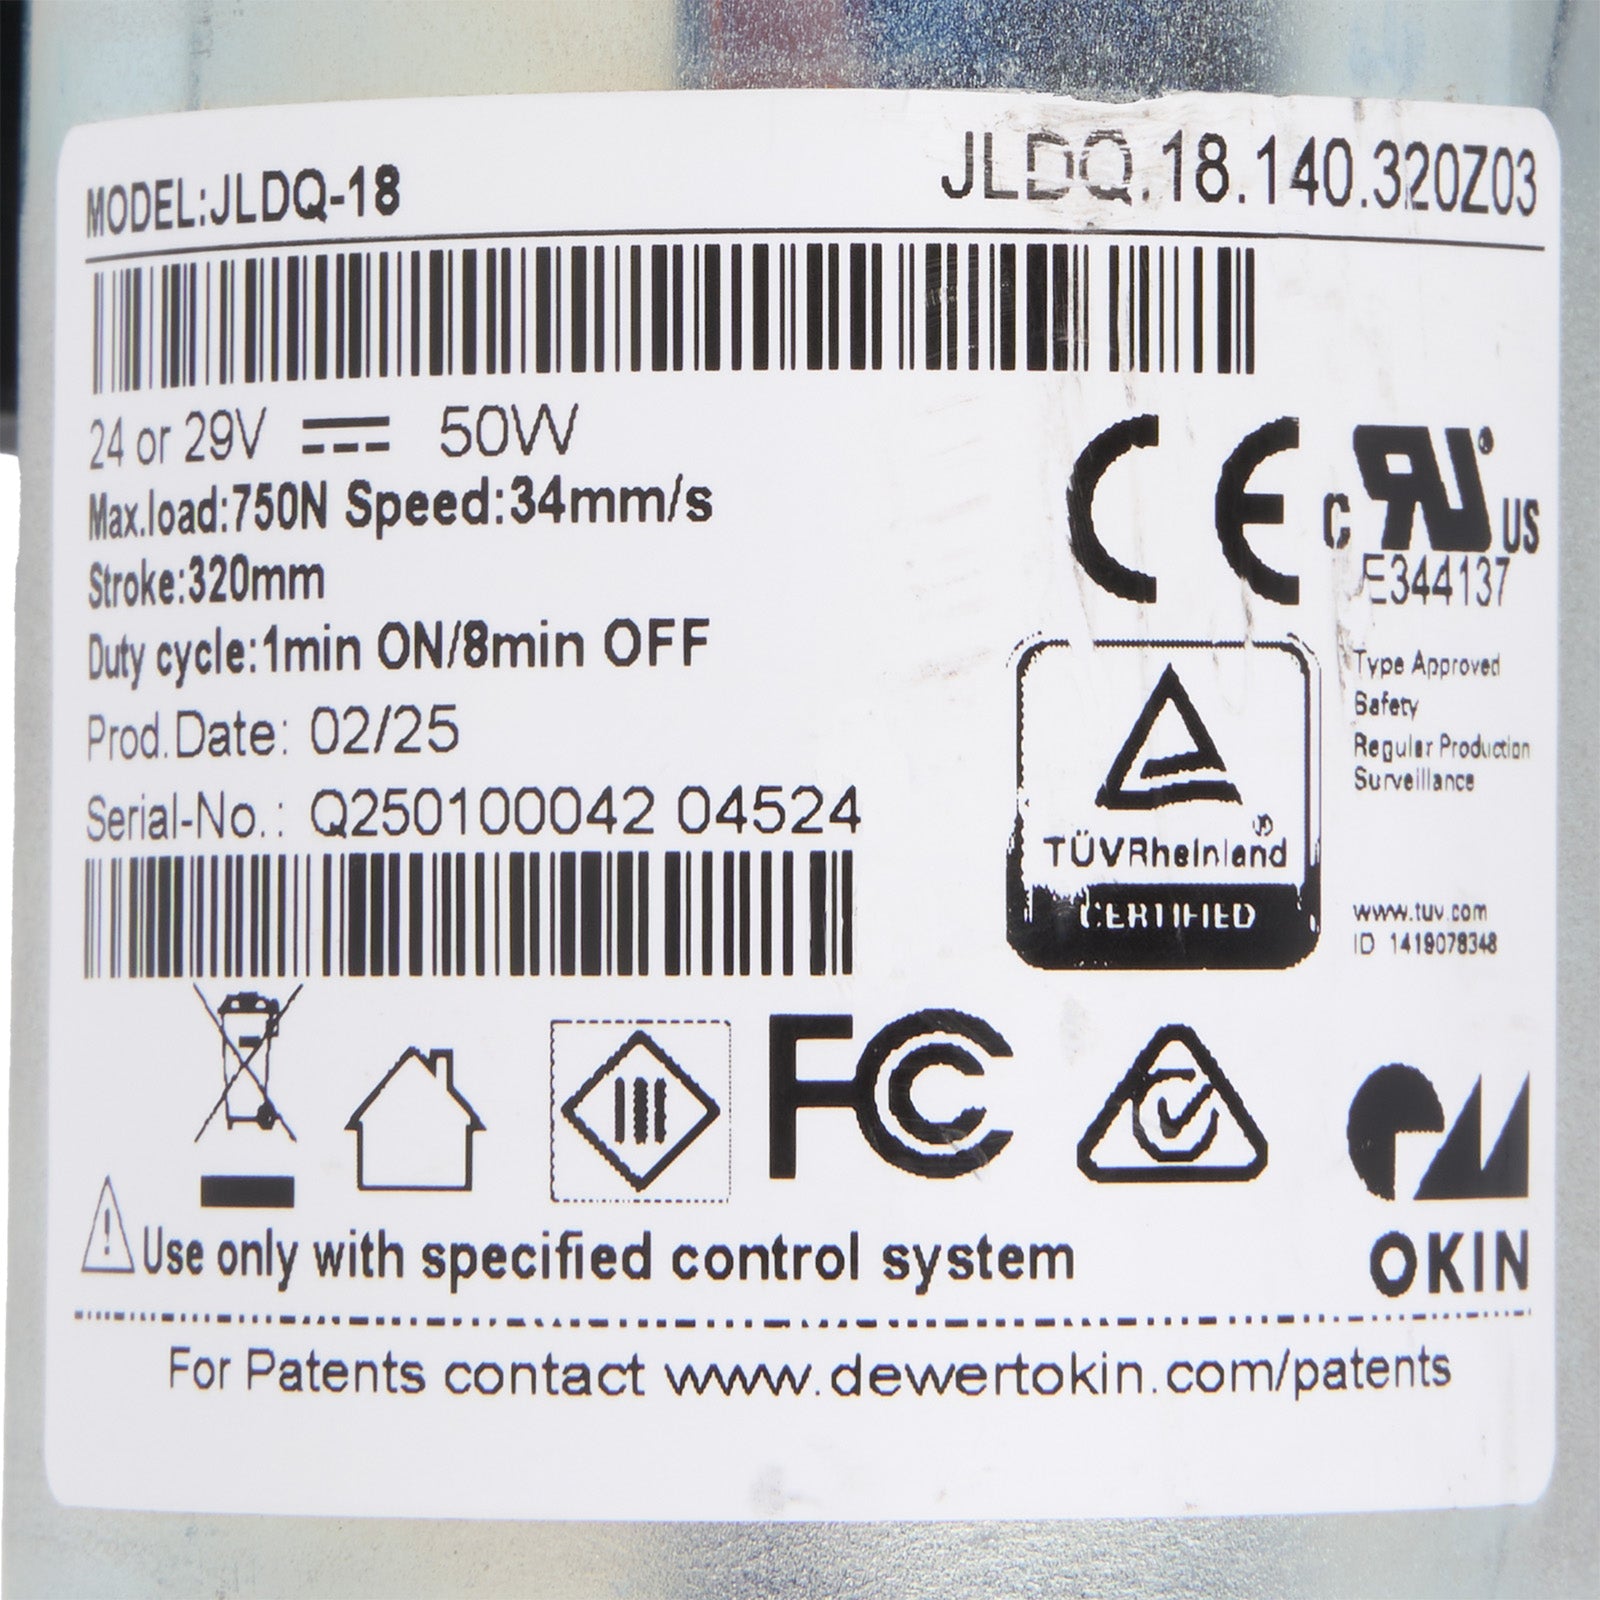 MODEL:JLDQ-18
JLDQ.18.140.320Z03
24 or 29V 50W
Max.load:750N Speed:34mm/s
Stroke:320mm
Duty cycle:1min ON/8min OFF
Prod.Date: 02/25
Serial-No.: Q250100042 04524
CE
c RU US
E344137
TÜVRheinland
CERTIFIED
Type Approved
Safety
Regular Production
Surveillance
www.tuv.com
ID 1419078348
III
FC
OKIN
Use only with specified control system
For Patents contact www.dewertokin.com/patents